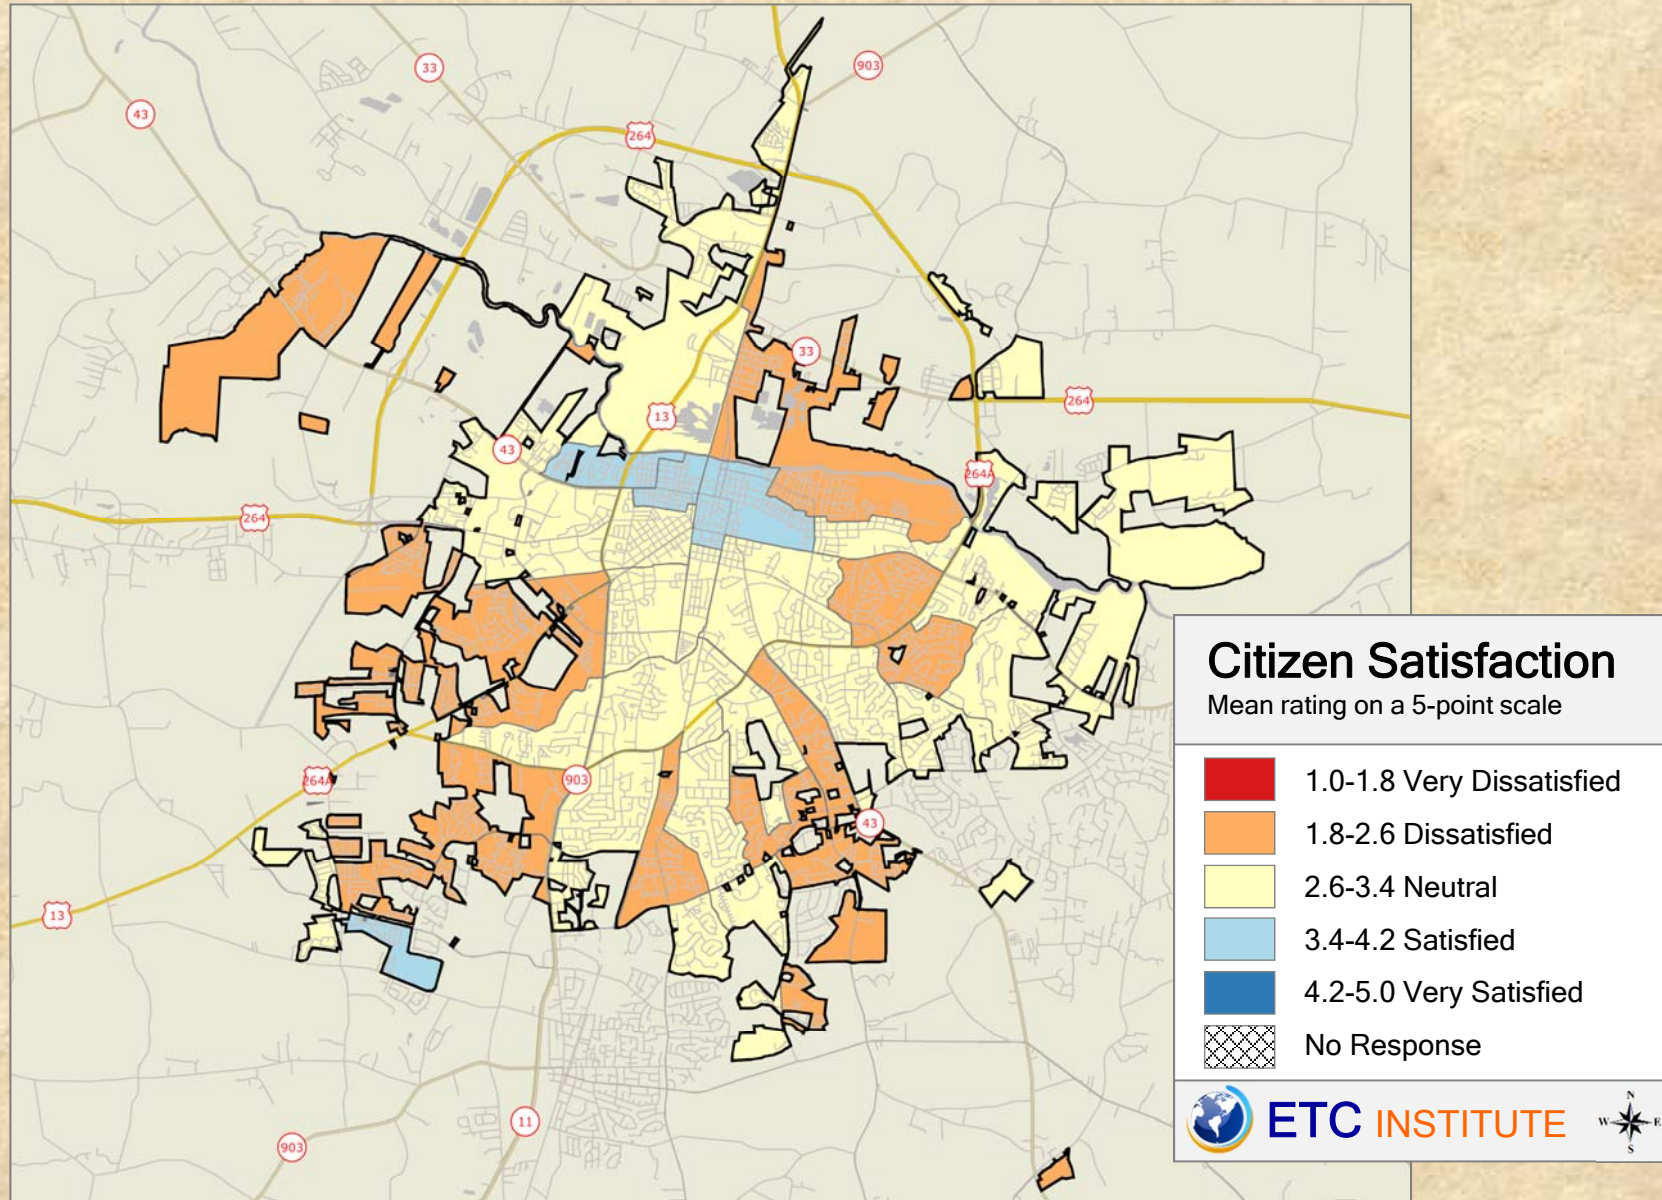 903
33
43
264
33
264
13
43
264A
264
903
264A
43
13
11
903
Citizen Satisfaction
Mean rating on a 5-point scale
1.0-1.8 Very Dissatisfied
1.8-2.6 Dissatisfied
2.6-3.4 Neutral
3.4-4.2 Satisfied
4.2-5.0 Very Satisfied
No Response
ETC INSTITUTE
N
W E
S